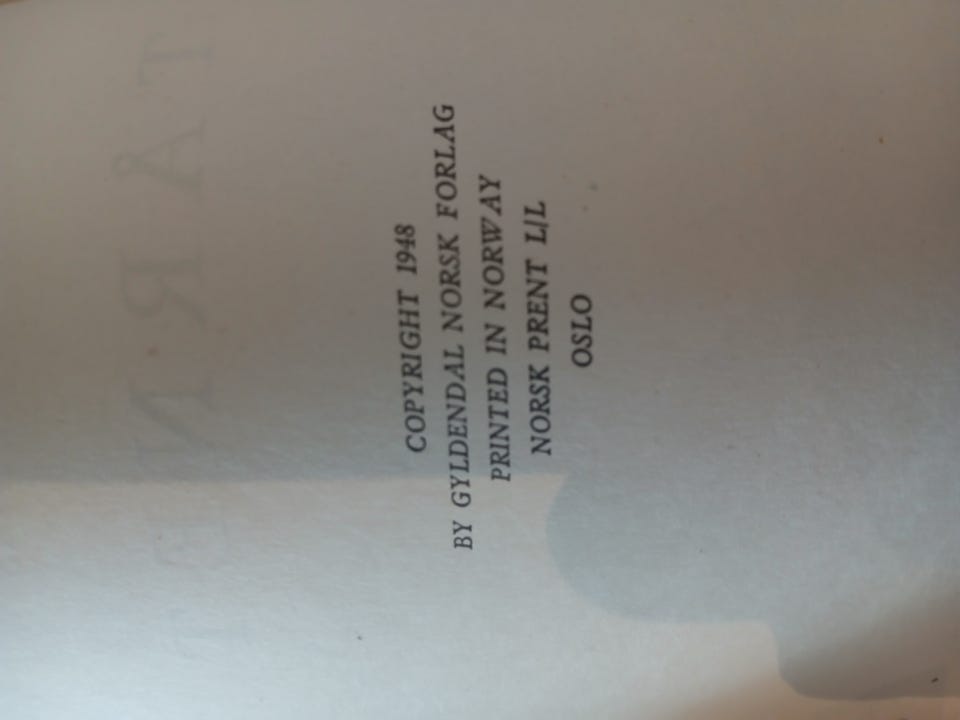 COPYRIGHT 1948
BY GYLDENDAL NORSK FORLAG
PRINTED IN NORWAY
NORSK PRENT L/L
OSLO